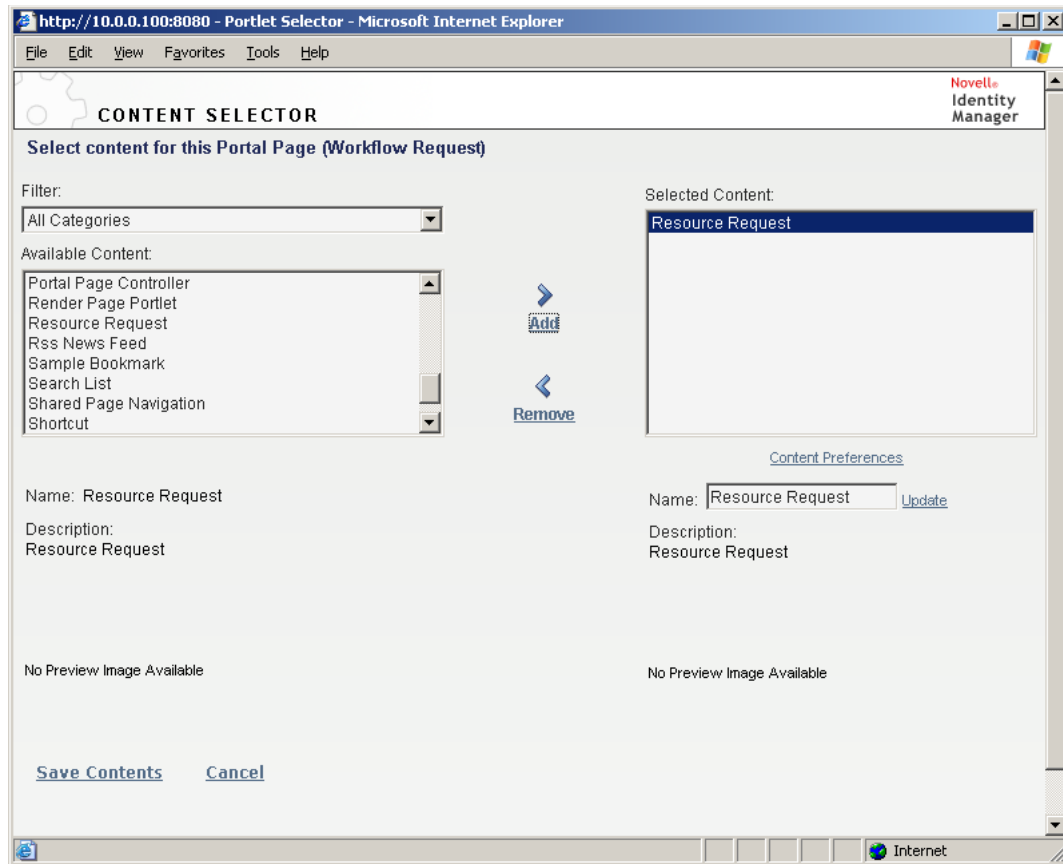 http://10.0.0.100:8080 - Portlet Selector - Microsoft Internet Explorer
File Edit View Favorites Tools Help
CONTENT SELECTOR
Novell®
Identity
Manager
Select content for this Portal Page (Workflow Request)
Filter:
All Categories
Available Content:
Portal Page Controller
Render Page Portlet
Resource Request
Rss News Feed
Sample Bookmark
Search List
Shared Page Navigation
Shortcut
Add
Remove
Selected Content:
Resource Request
Content Preferences
Name: Resource Request
Description:
Resource Request
Name: Resource Request Update
Description:
Resource Request
No Preview Image Available
No Preview Image Available
Save Contents Cancel
Internet